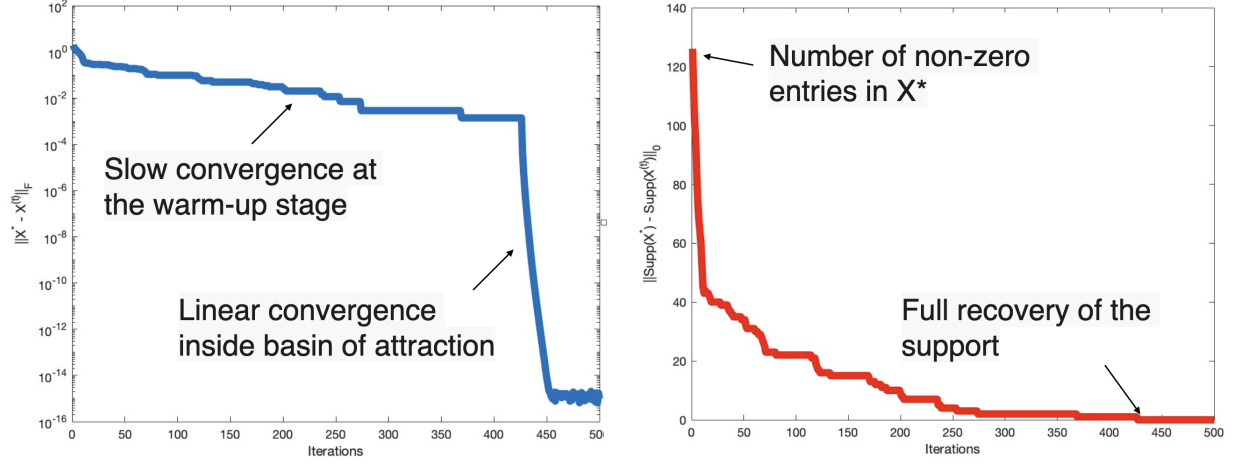 10^2
10^0
10^-2
10^-4
10^-6
10^-8
10^-10
10^-12
10^-14
10^-16
||X^* - X^(t)||_F
Slow convergence at
the warm-up stage
Linear convergence
inside basin of attraction
0 50 100 150 200 250 300 350 400 450 500
Iterations
140
120
100
80
60
40
20
0
||Supp(X^*) - Supp(X^(t))||_0
Number of non-zero
entries in X*
Full recovery of the
support
0 50 100 150 200 250 300 350 400 450 500
Iterations